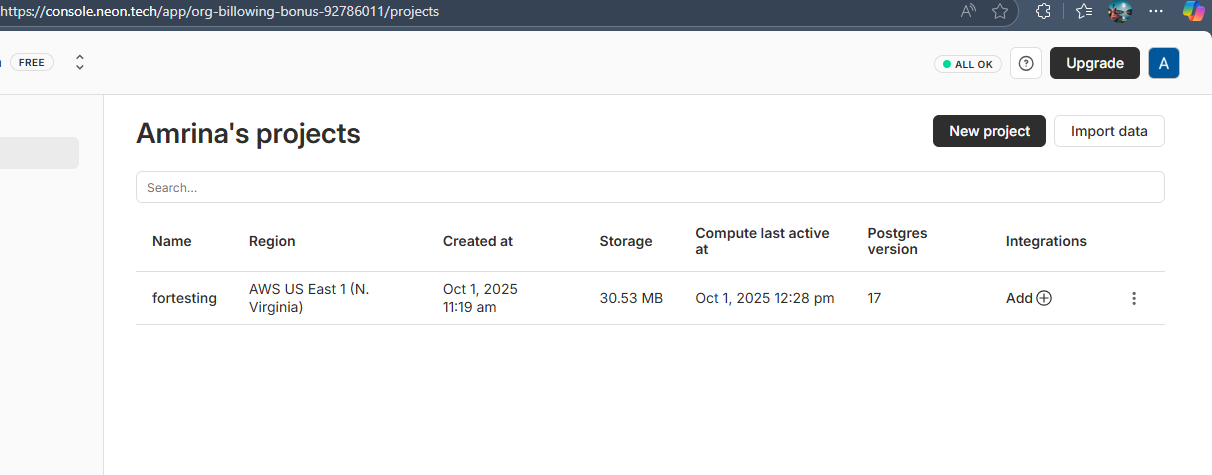 https://console.neon.tech/app/org-billowing-bonus-92786011/projects
FREE
ALL OK
Upgrade
A
Amrina's projects
New project
Import data
Search...
Name
Region
Created at
Storage
Compute last active
at
Postgres
version
Integrations
fortesting
AWS US East 1 (N.
Virginia)
Oct 1, 2025
11:19 am
30.53 MB
Oct 1, 2025 12:28 pm
17
Add